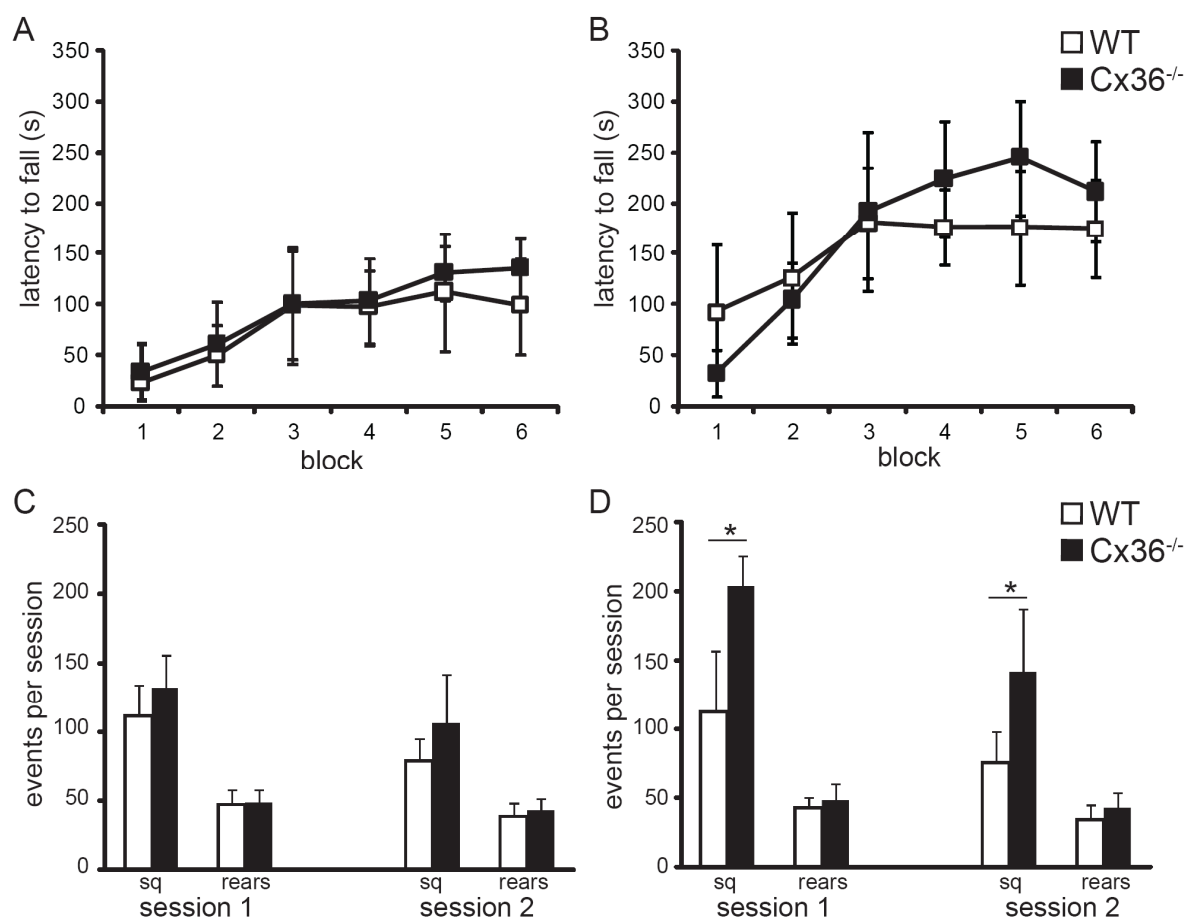 A
350
300
250
200
150
100
50
0
latency to fall (s)
1 2 3 4 5 6
block
B
WT
Cx36-/-
350
300
250
200
150
100
50
0
latency to fall (s)
1 2 3 4 5 6
block
C
250
200
150
100
50
0
events per session
sq rears sq rears
session 1 session 2
D
WT
Cx36-/-
250
200
150
100
50
0
events per session
*
*
sq rears sq rears
session 1 session 2